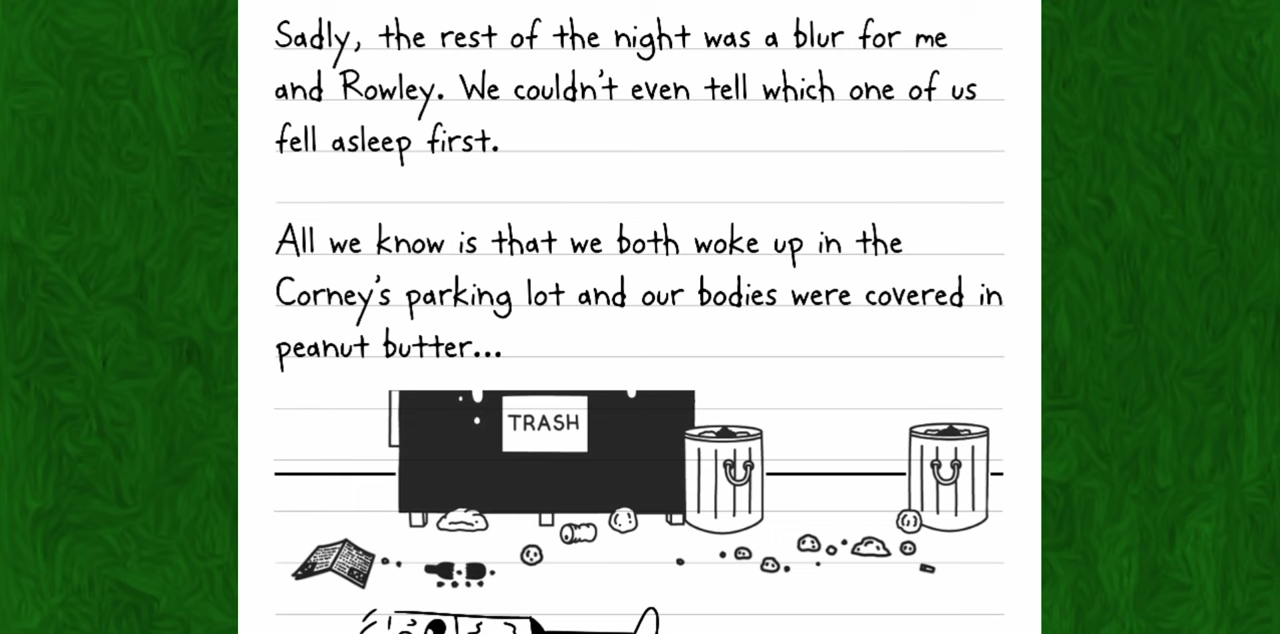 Sadly, the rest of the night was a blur for me
and Rowley. We couldn't even tell which one of us
fell asleep first.
All we know is that we both woke up in the
Corney's parking lot and our bodies were covered in
peanut butter...
TRASH